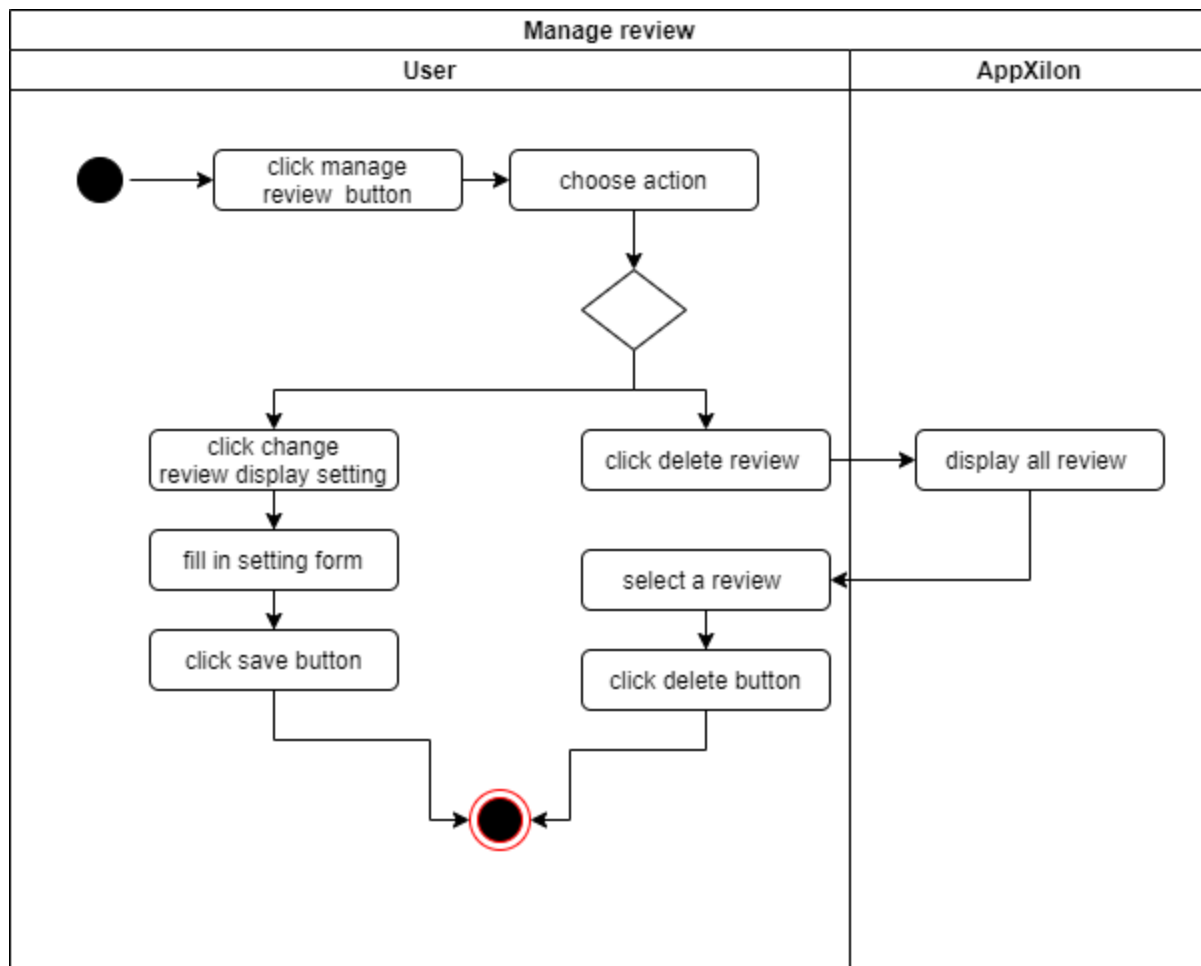 Manage review
User
AppXilon
click manage
review button
choose action
click change
review display setting
click delete review
display all review
fill in setting form
select a review
click save button
click delete button